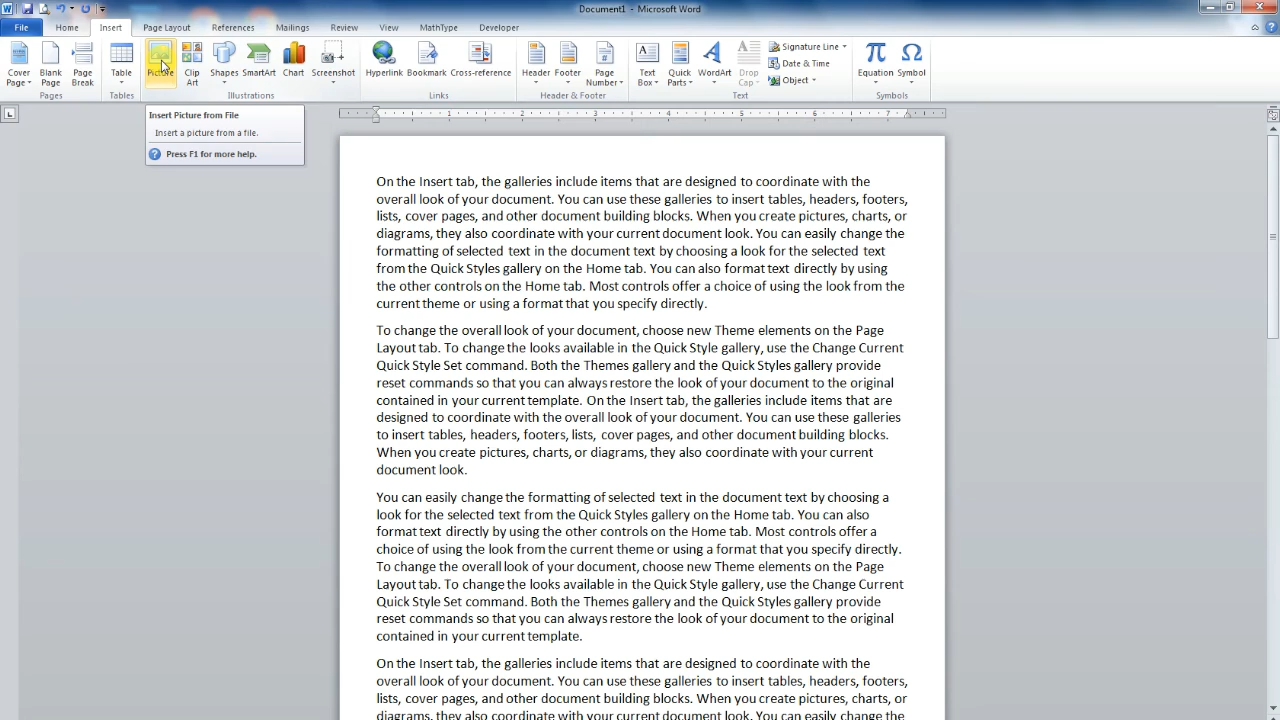 Document1 - Microsoft Word
File Home Insert Page Layout References Mailings Review View MathType Developer
Cover Page Blank Page Page Break Table Picture Clip Art Shapes SmartArt Chart Screenshot Hyperlink Bookmark Cross-reference Header Footer Page Number Text Box Quick Parts WordArt Drop Cap Signature Line Date & Time Object Equation Symbol
Pages Tables Illustrations Links Header & Footer Text Symbols
Insert Picture from File
Insert a picture from a file.
Press F1 for more help.
1 2 3 4 5 6 7
On the Insert tab, the galleries include items that are designed to coordinate with the
overall look of your document. You can use these galleries to insert tables, headers, footers,
lists, cover pages, and other document building blocks. When you create pictures, charts, or
diagrams, they also coordinate with your current document look. You can easily change the
formatting of selected text in the document text by choosing a look for the selected text
from the Quick Styles gallery on the Home tab. You can also format text directly by using
the other controls on the Home tab. Most controls offer a choice of using the look from the
current theme or using a format that you specify directly.
To change the overall look of your document, choose new Theme elements on the Page
Layout tab. To change the looks available in the Quick Style gallery, use the Change Current
Quick Style Set command. Both the Themes gallery and the Quick Styles gallery provide
reset commands so that you can always restore the look of your document to the original
contained in your current template. On the Insert tab, the galleries include items that are
designed to coordinate with the overall look of your document. You can use these galleries
to insert tables, headers, footers, lists, cover pages, and other document building blocks.
When you create pictures, charts, or diagrams, they also coordinate with your current
document look.
You can easily change the formatting of selected text in the document text by choosing a
look for the selected text from the Quick Styles gallery on the Home tab. You can also
format text directly by using the other controls on the Home tab. Most controls offer a
choice of using the look from the current theme or using a format that you specify directly.
To change the overall look of your document, choose new Theme elements on the Page
Layout tab. To change the looks available in the Quick Style gallery, use the Change Current
Quick Style Set command. Both the Themes gallery and the Quick Styles gallery provide
reset commands so that you can always restore the look of your document to the original
contained in your current template.
On the Insert tab, the galleries include items that are designed to coordinate with the
overall look of your document. You can use these galleries to insert tables, headers, footers,
lists, cover pages, and other document building blocks. When you create pictures, charts, or
diagrams, they also coordinate with your current document look. You can easily change the